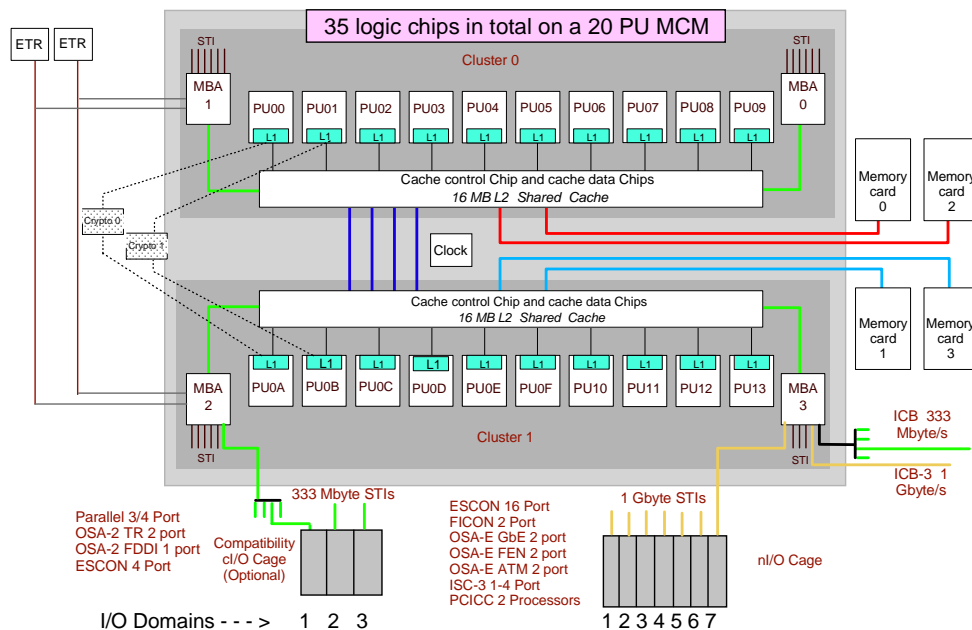 35 logic chips in total on a 20 PU MCM
ETR
ETR
STI
STI
Cluster 0
MBA
1
MBA
0
PU00
PU01
PU02
PU03
PU04
PU05
PU06
PU07
PU08
PU09
L1
L1
L1
L1
L1
L1
L1
L1
L1
L1
Cache control Chip and cache data Chips
16 MB L2 Shared Cache
Memory
card
0
Memory
card
2
Crypto 0
Crypto 1
Clock
Cache control Chip and cache data Chips
16 MB L2 Shared Cache
Memory
card
1
Memory
card
3
L1
L1
L1
L1
L1
L1
L1
L1
L1
L1
PU0A
PU0B
PU0C
PU0D
PU0E
PU0F
PU10
PU11
PU12
PU13
MBA
2
MBA
3
Cluster 1
STI
STI
ICB 333
Mbyte/s
ICB-3 1
Gbyte/s
333 Mbyte STIs
1 Gbyte STIs
Parallel 3/4 Port
OSA-2 TR 2 port
OSA-2 FDDI 1 port
ESCON 4 Port
Compatibility
cI/O Cage
(Optional)
ESCON 16 Port
FICON 2 Port
OSA-E GbE 2 port
OSA-E FEN 2 port
OSA-E ATM 2 port
ISC-3 1-4 Port
PCICC 2 Processors
nI/O Cage
I/O Domains - - - > 1 2 3
1 2 3 4 5 6 7